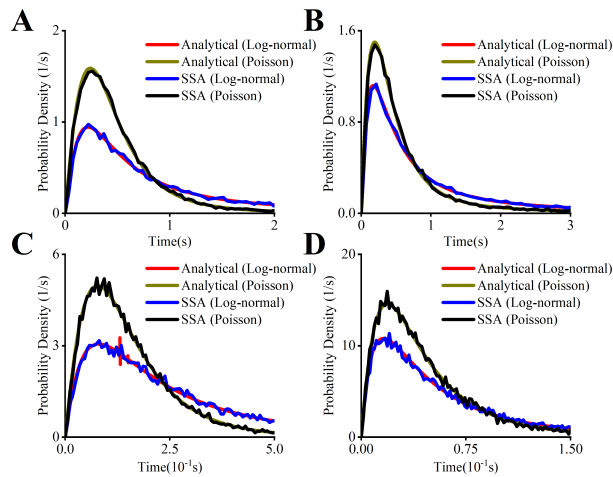 A
2
1
0
0
1
2
Probability Density (1/s)
Time(s)
Analytical (Log-normal)
Analytical (Poisson)
SSA (Log-normal)
SSA (Poisson)
B
1.6
0.8
0.0
0
1
2
3
Probability Density (1/s)
Time(s)
Analytical (Log-normal)
Analytical (Poisson)
SSA (Log-normal)
SSA (Poisson)
C
6
3
0
0.0
2.5
5.0
Probability Density (1/s)
Time(10⁻¹s)
Analytical (Log-normal)
Analytical (Poisson)
SSA (Log-normal)
SSA (Poisson)
D
20
10
0
0.00
0.75
1.50
Probability Density (1/s)
Time(10⁻¹s)
Analytical (Log-normal)
Analytical (Poisson)
SSA (Log-normal)
SSA (Poisson)